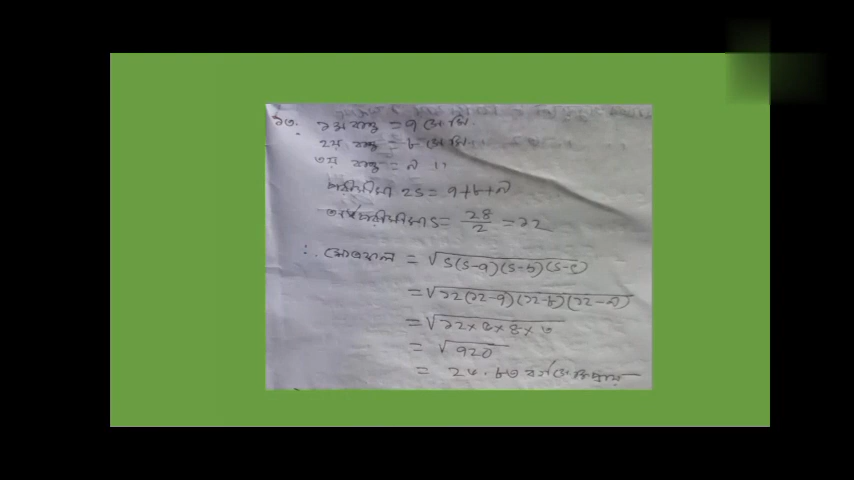 ১৩. ১ম বাহু = ৭ সে.মি.
২য় বাহু = ৮ সে.মি.
৩য় বাহু = ৯ "
পরিসীমা 2S = ৭+৮+৯
অর্ধপরিসীমা S = ২৪/২ = ১২
∴ ক্ষেত্রফল = √S(S-a)(S-b)(S-c)
= √১২(১২-৭)(১২-৮)(১২-৯)
= √১২×৫×৪×৩
= √৭২০
= ২৬.৮৩ বর্গ সে.মি. প্রায়